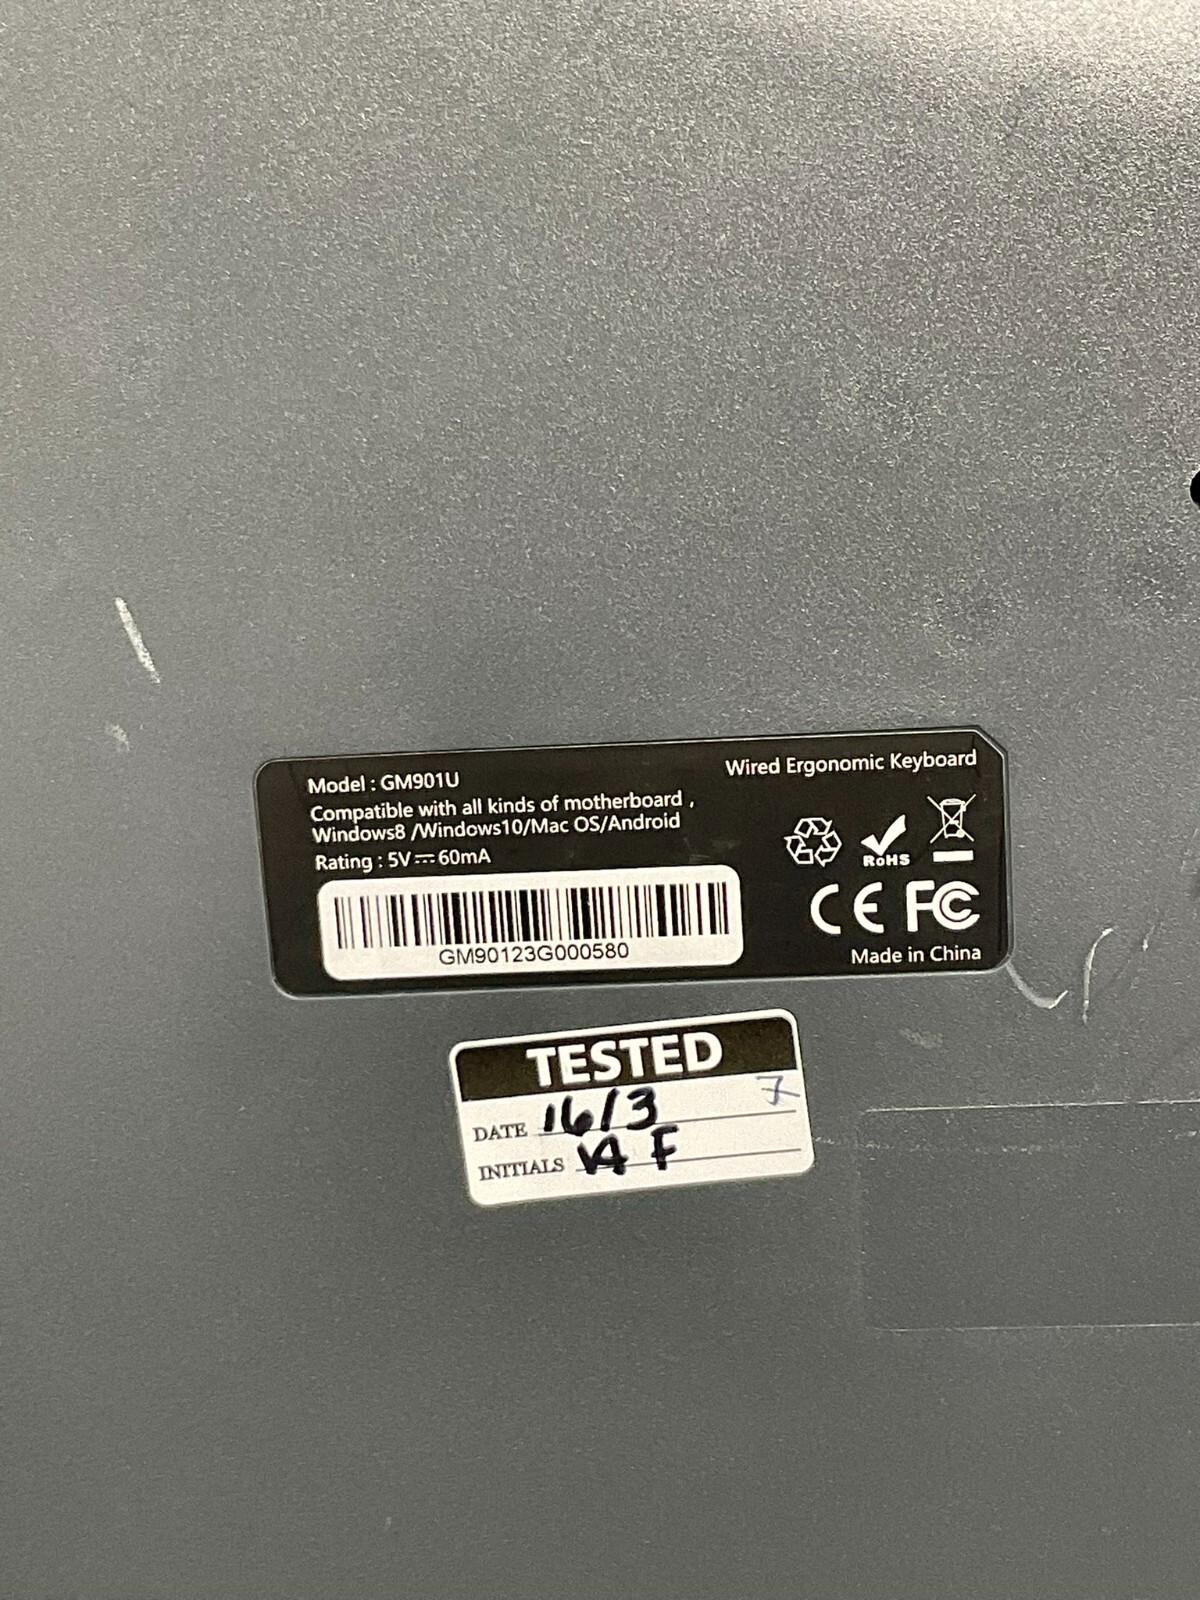 Model : GM901U
Wired Ergonomic Keyboard
Compatible with all kinds of motherboard ,
Windows8 /Windows10/Mac OS/Android
Rating : 5V⎓60mA
RoHS
CE FC
GM90123G000580
Made in China
TESTED
7
DATE 16/3
INITIALS F